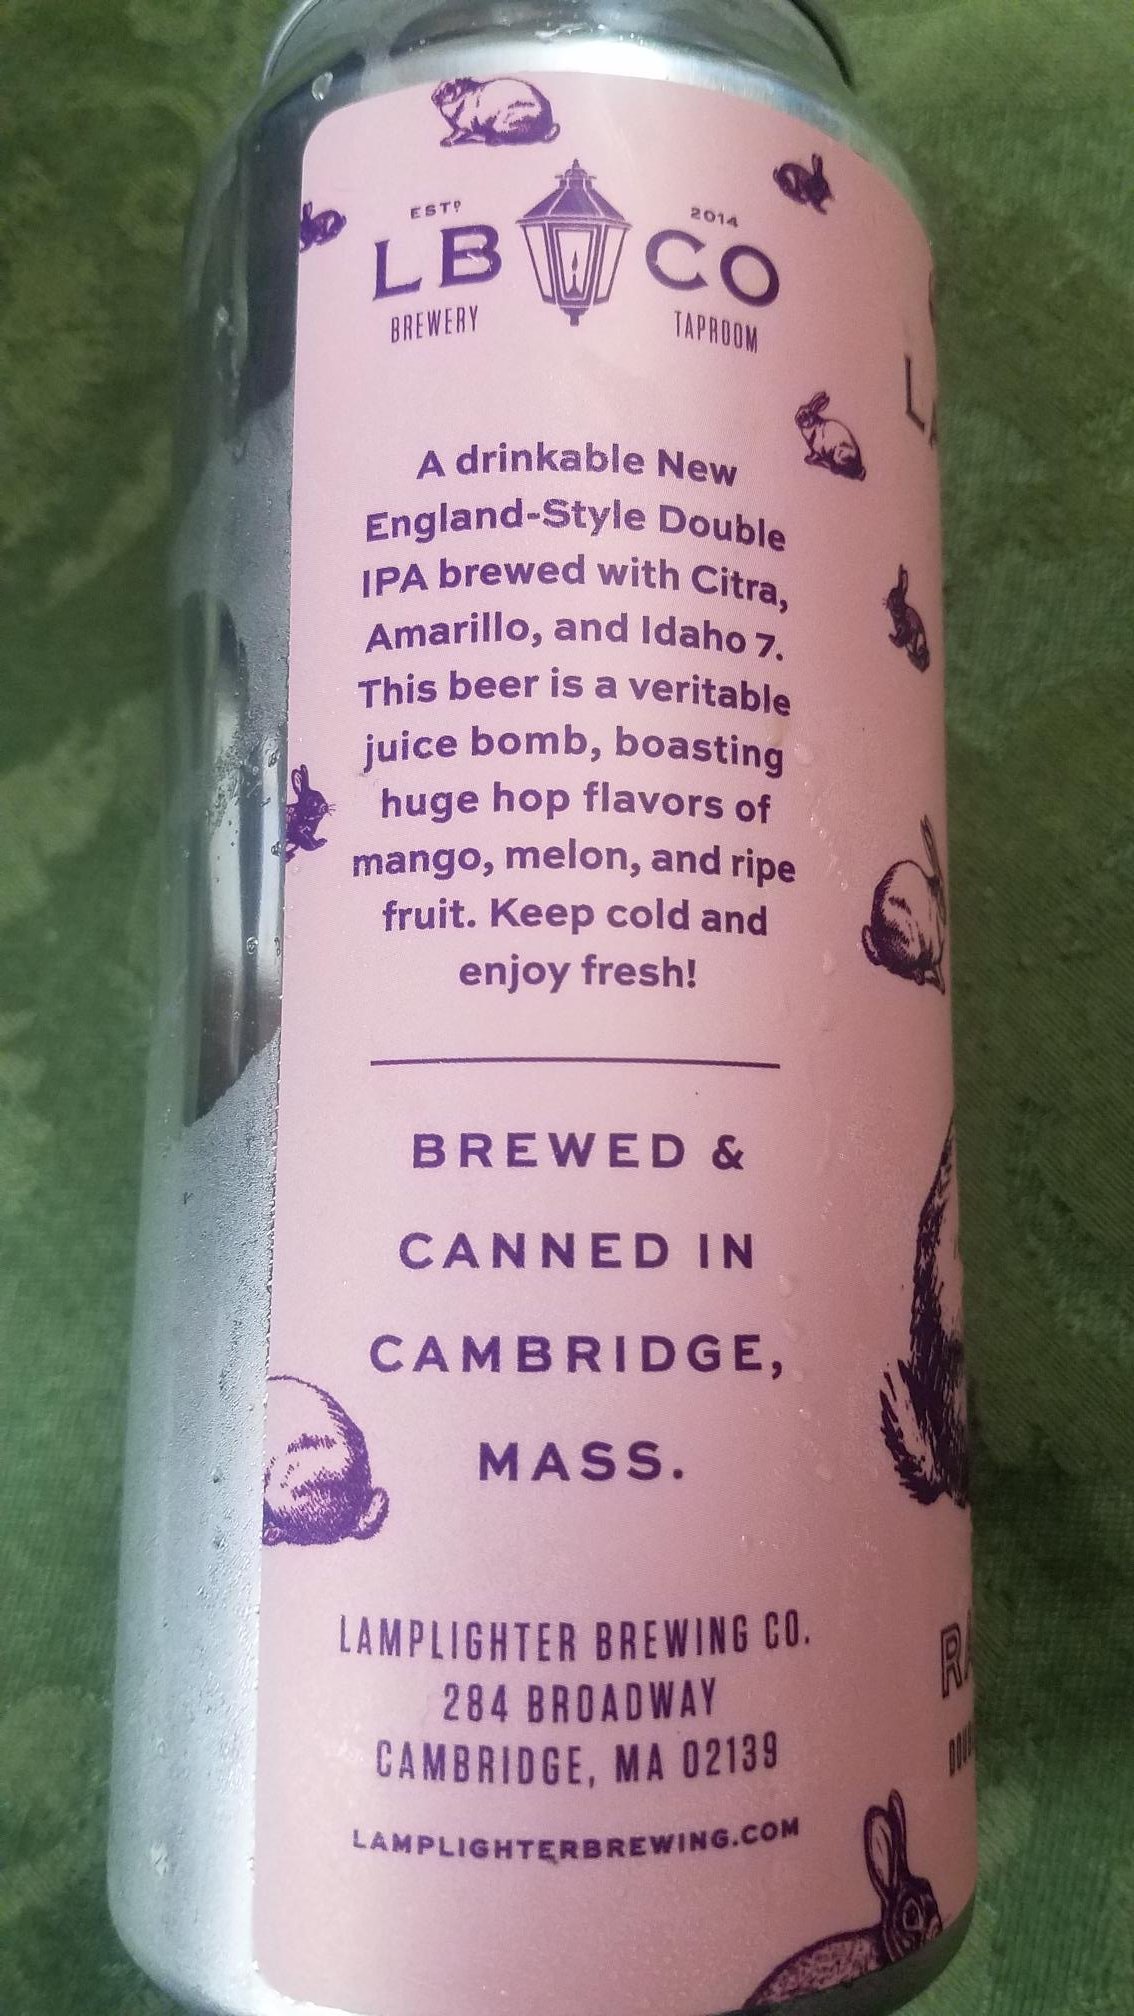 ESTD 2014
LB CO
BREWERY TAPROOM
A drinkable New
England-Style Double
IPA brewed with Citra,
Amarillo, and Idaho 7.
This beer is a veritable
juice bomb, boasting
huge hop flavors of
mango, melon, and ripe
fruit. Keep cold and
enjoy fresh!
BREWED &
CANNED IN
CAMBRIDGE,
MASS.
LAMPLIGHTER BREWING CO.
284 BROADWAY
CAMBRIDGE, MA 02139
LAMPLIGHTERBREWING.COM